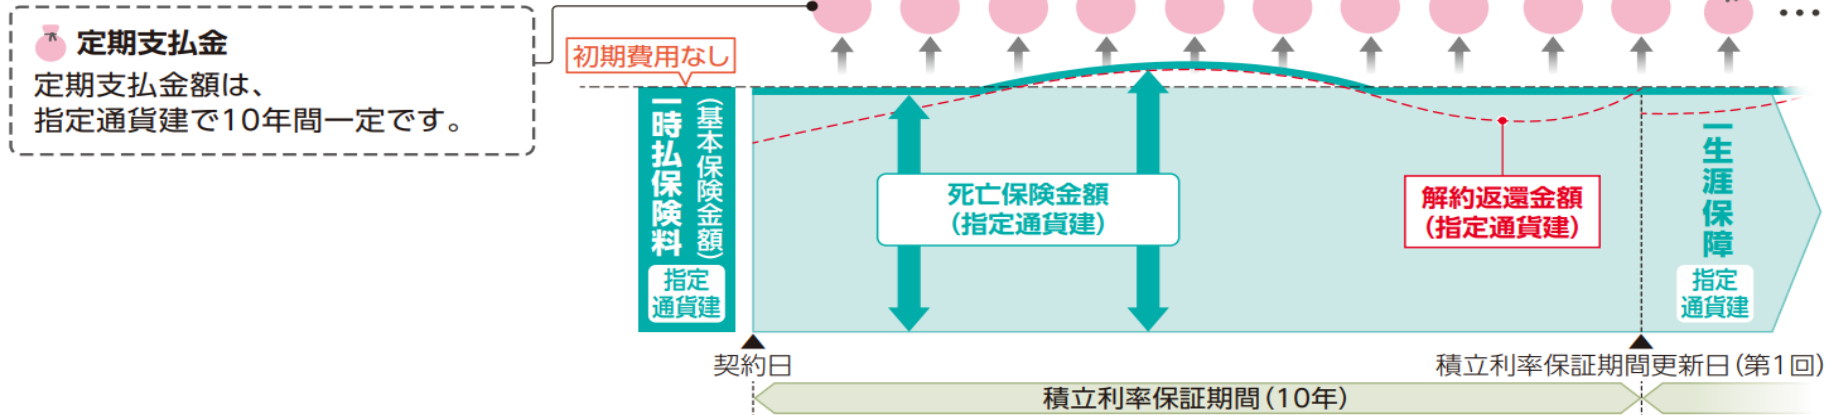 定期支払金
定期支払金額は、
指定通貨建で10年間一定です。
初期費用なし
…
一時払保険料
(基本保険金額)
指定
通貨建
死亡保険金額
(指定通貨建)
解約返還金額
(指定通貨建)
一生涯保障
指定
通貨建
契約日
積立利率保証期間更新日(第1回)
積立利率保証期間(10年)